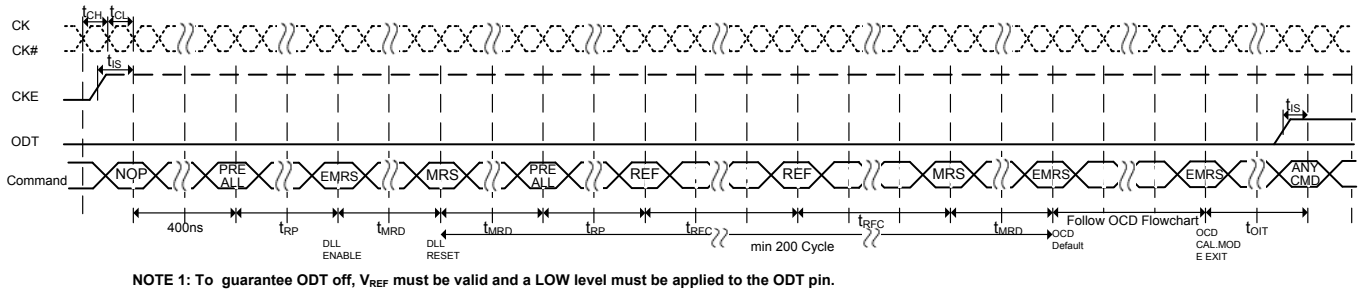 tCH tCL
CK
CK#
tIS
CKE
tIS
ODT
Command NOP PRE ALL EMRS MRS PRE ALL REF REF MRS EMRS EMRS ANY CMD
400ns tRP tMRD tMRD tRP tRFC tRFC tMRD Follow OCD Flowchart tOIT
min 200 Cycle
DLL ENABLE
DLL RESET
OCD Default
OCD CAL.MOD E EXIT
NOTE 1: To guarantee ODT off, VREF must be valid and a LOW level must be applied to the ODT pin.